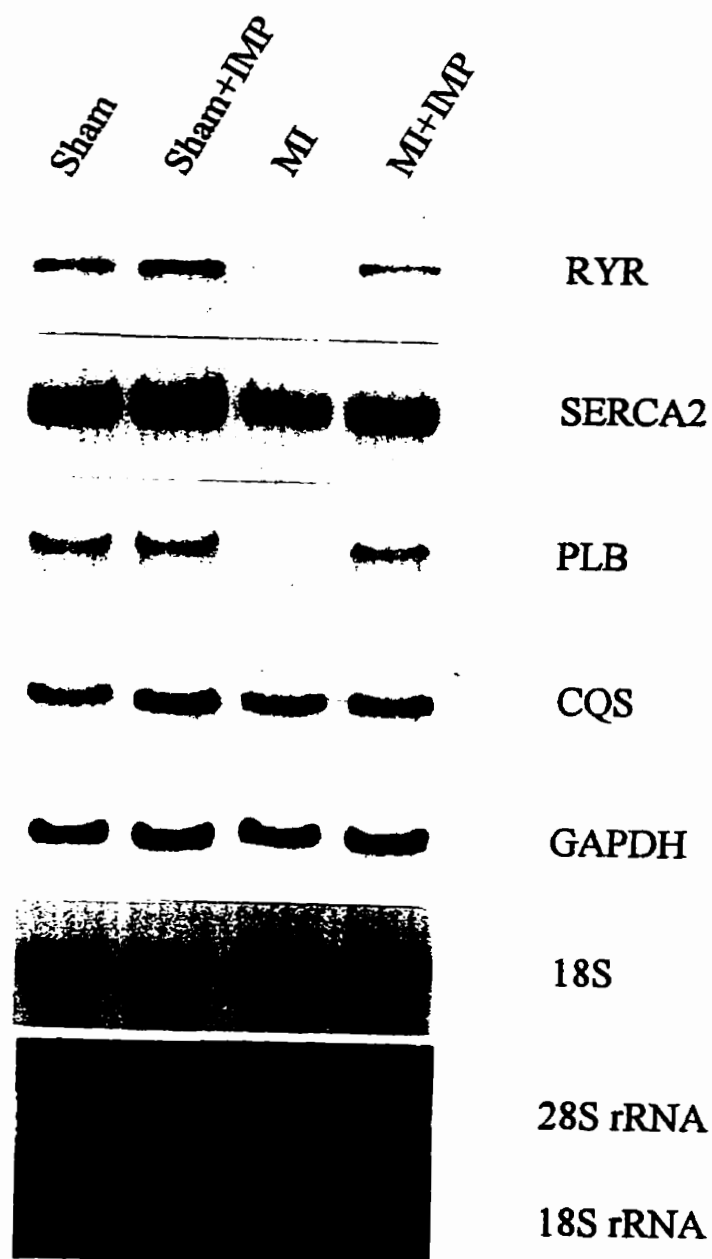 Sham Sham+IMP MI MI+IMP
RYR
SERCA2
PLB
CQS
GAPDH
18S
28S rRNA
18S rRNA